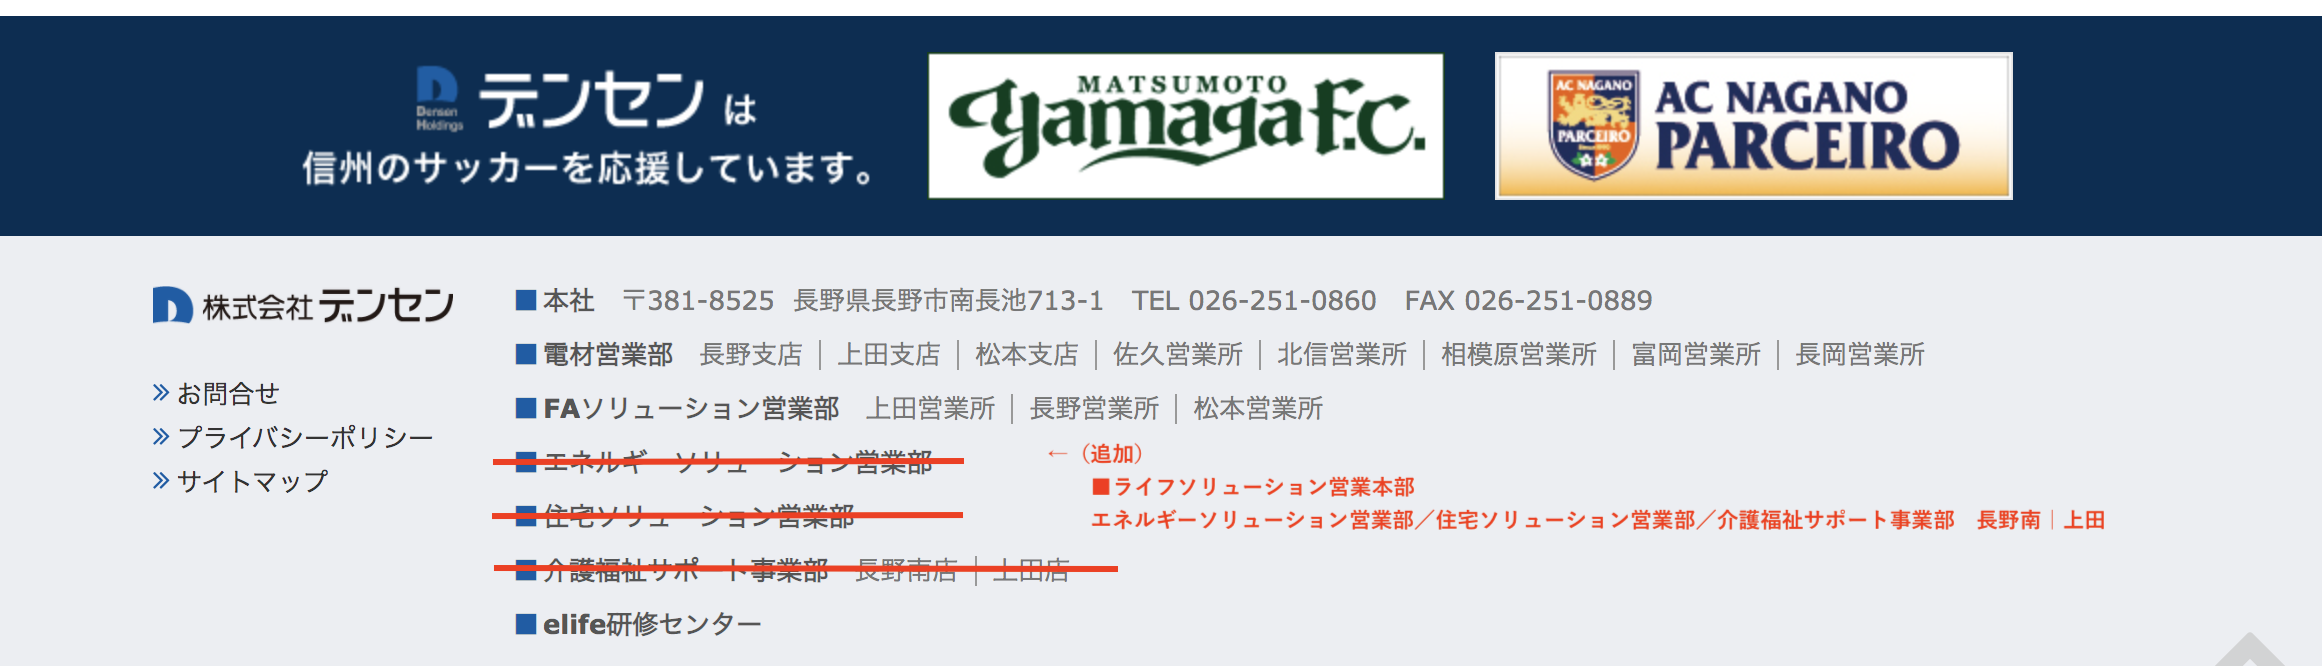 Densen Holdings デンセン は
信州のサッカーを応援しています。
MATSUMOTO
yamaga F.C.
AC NAGANO
PARCEIRO
Since1990
AC NAGANO
PARCEIRO
株式会社デンセン
お問合せ
プライバシーポリシー
サイトマップ
■本社 〒381-8525 長野県長野市南長池713-1 TEL 026-251-0860 FAX 026-251-0889
■電材営業部 長野支店｜上田支店｜松本支店｜佐久営業所｜北信営業所｜相模原営業所｜富岡営業所｜長岡営業所
■FAソリューション営業部 上田営業所｜長野営業所｜松本営業所
■エネルギーソリューション営業部
■住宅ソリューション営業部
■介護福祉サポート事業部 長野南店｜上田店
■elife研修センター
←（追加）
■ライフソリューション営業本部
エネルギーソリューション営業部／住宅ソリューション営業部／介護福祉サポート事業部 長野南｜上田